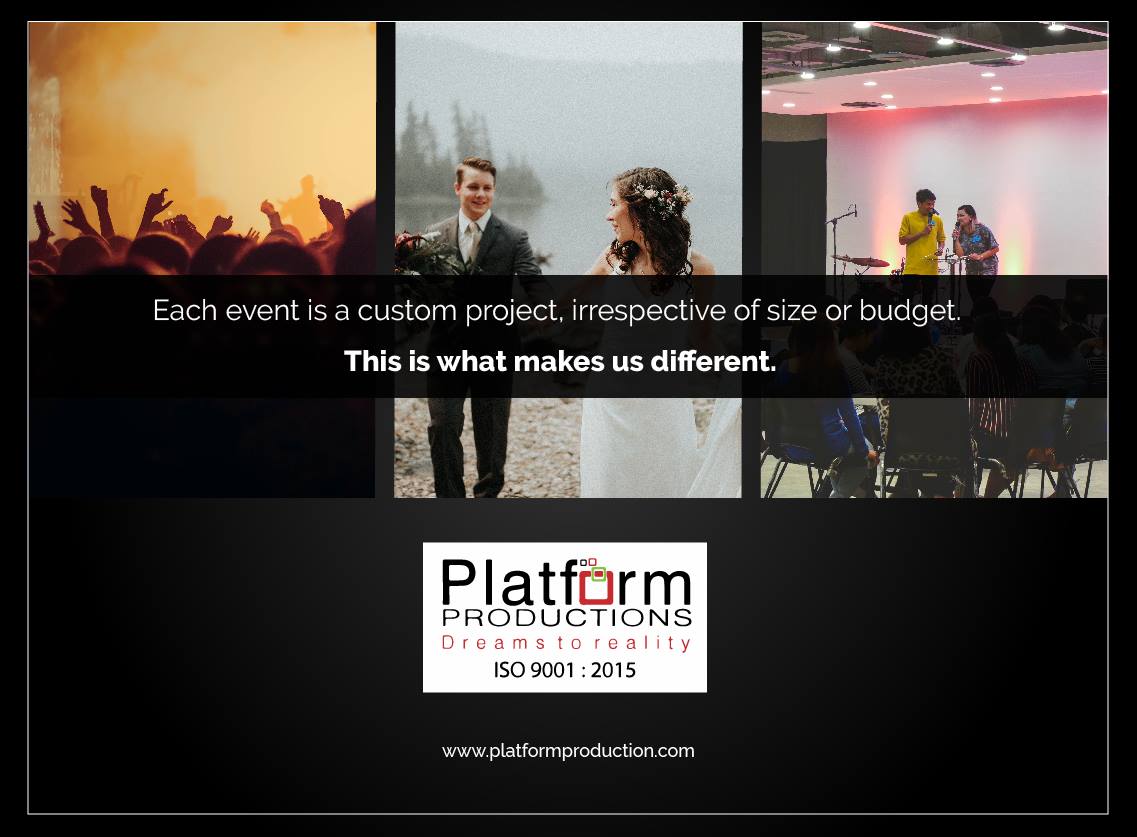 Each event is a custom project, irrespective of size or budget.
This is what makes us different.
Platform
PRODUCTIONS
Dreams to reality
ISO 9001 : 2015
www.platformproduction.com